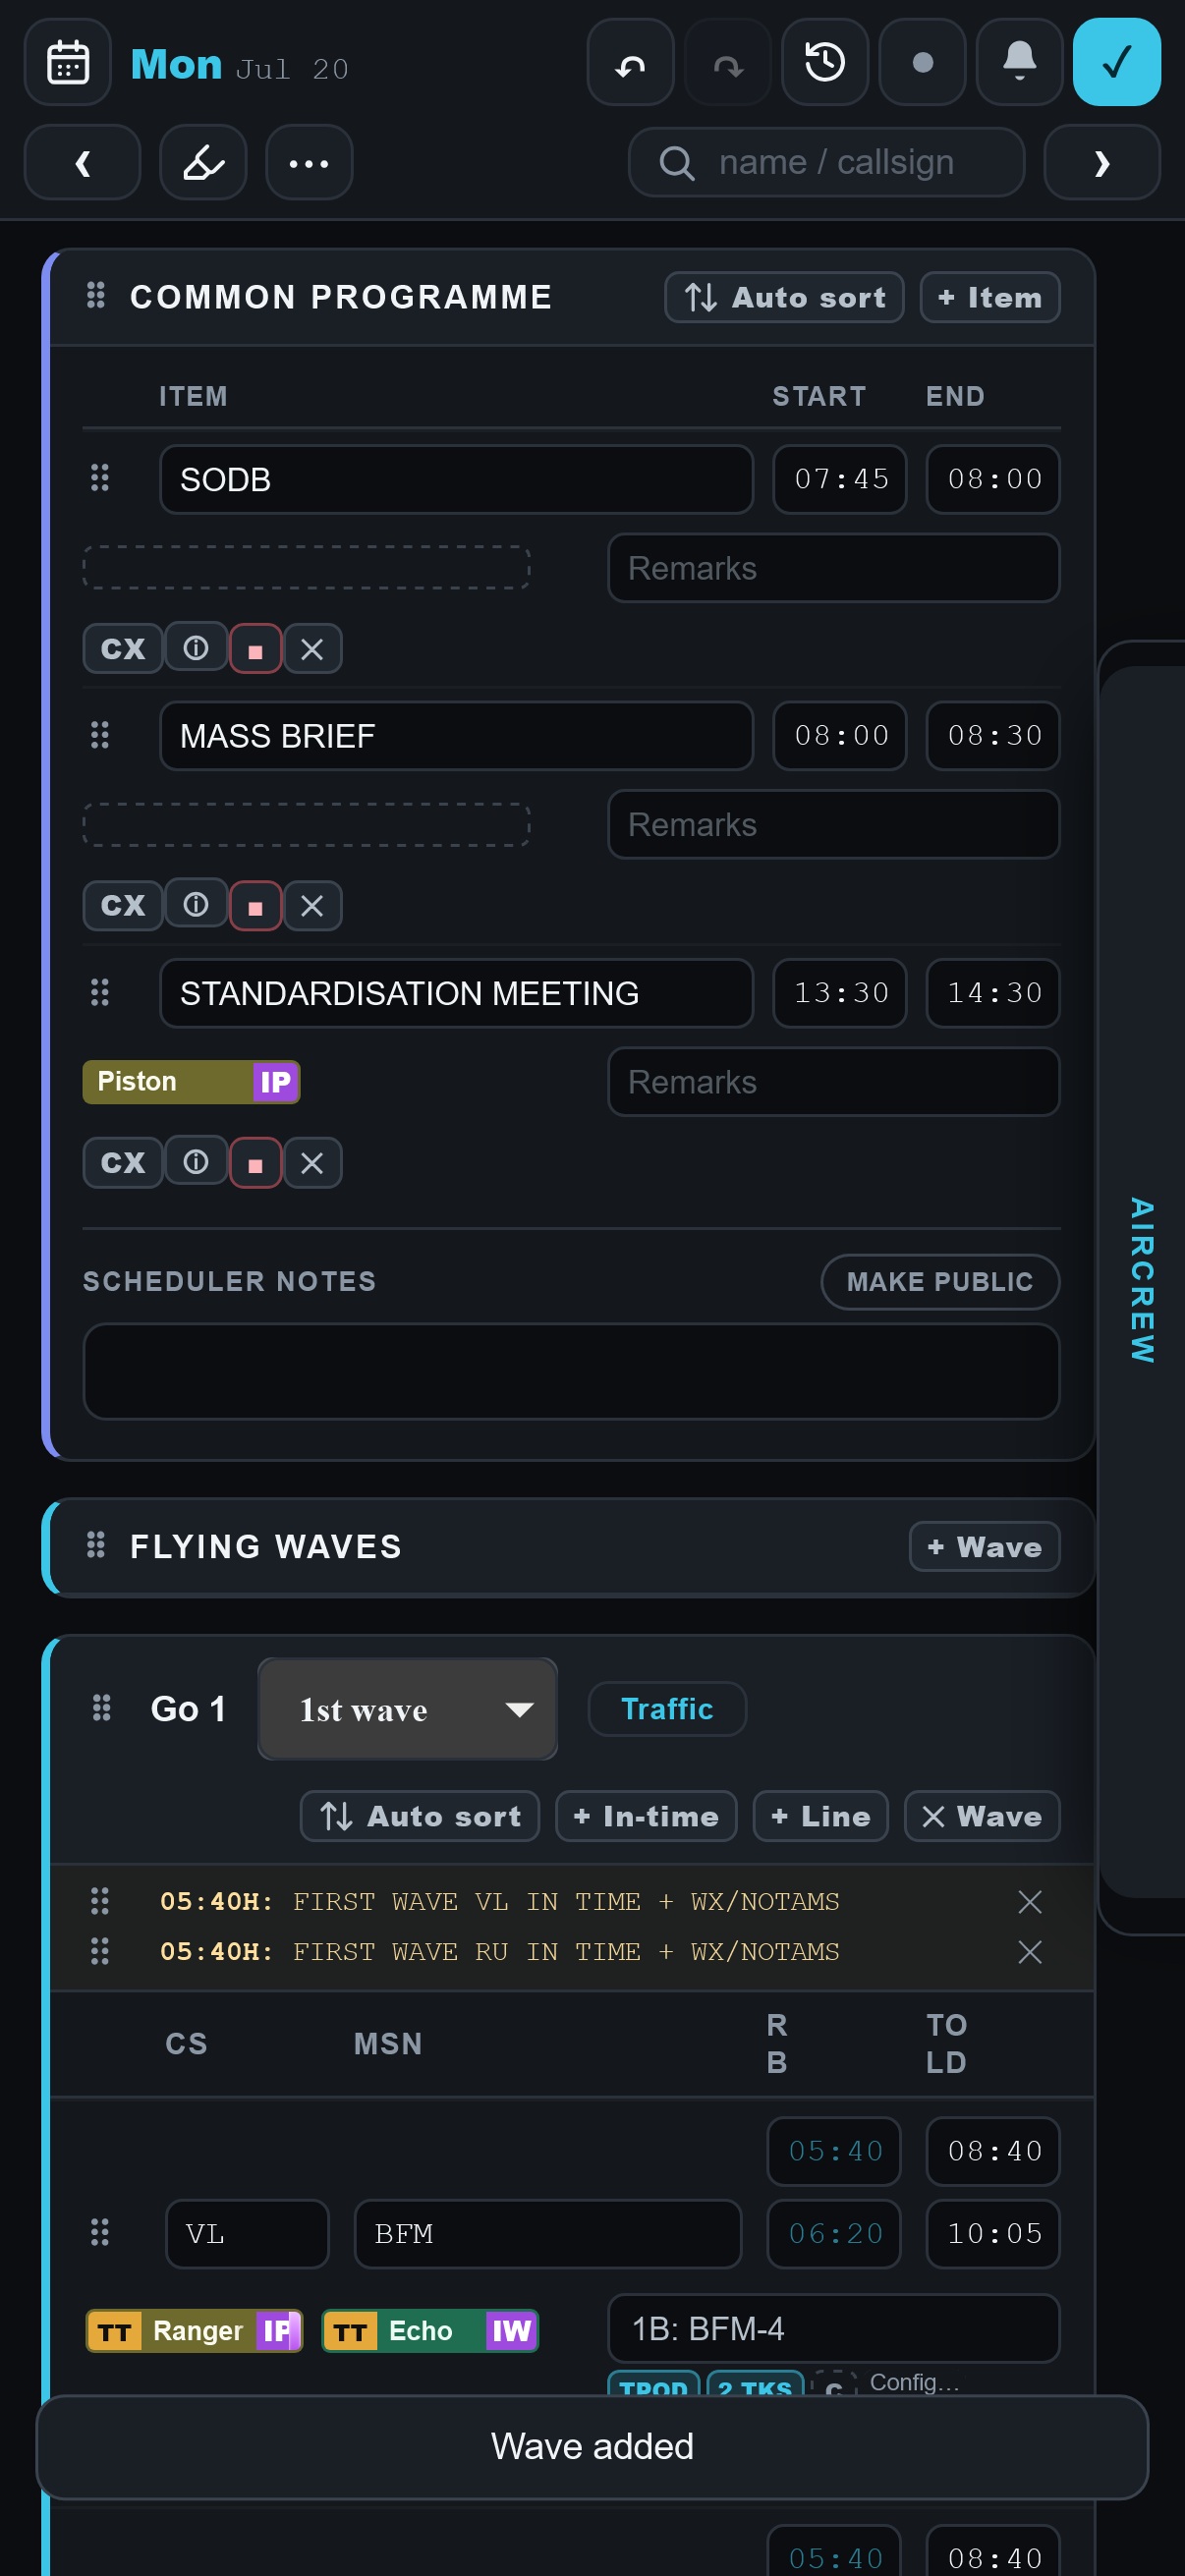 Mon Jul 20
name / callsign
COMMON PROGRAMME Auto sort + Item
ITEM START END
SODB 07:45 08:00
Remarks
CX
MASS BRIEF 08:00 08:30
Remarks
CX
STANDARDISATION MEETING 13:30 14:30
Piston IP Remarks
CX
SCHEDULER NOTES MAKE PUBLIC
AIRCREW
FLYING WAVES + Wave
Go 1 1st wave Traffic
Auto sort + In-time + Line × Wave
05:40H: FIRST WAVE VL IN TIME + WX/NOTAMS
05:40H: FIRST WAVE RU IN TIME + WX/NOTAMS
CS MSN R B TO LD
05:40 08:40
VL BFM 06:20 10:05
TT Ranger IP TT Echo IW 1B: BFM-4
TPOD 2 TKS C Config...
Wave added
05:40 08:40